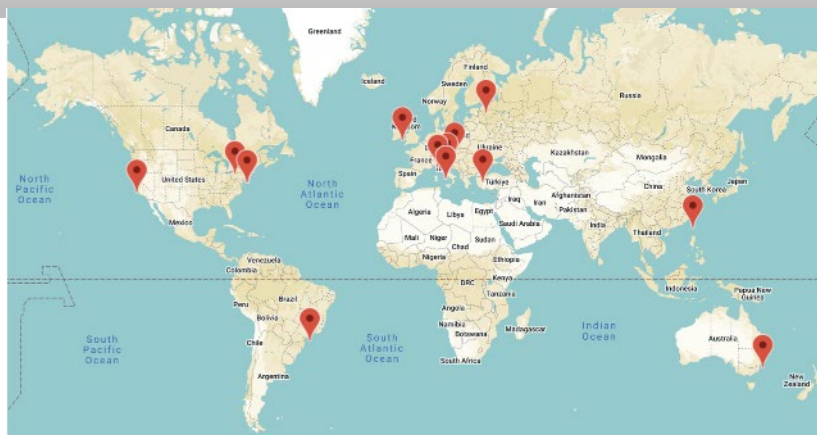 Greenland
Iceland
Finland
Sweden
Norway
Russia
Canada
Ukraine
Kazakhstan
Mongolia
France
North
Pacific
Ocean
United States
North
Atlantic
Ocean
Spain
Türkiye
China
South Korea
Japan
Iraq
Iran
Afghanistan
Pakistan
Mexico
Algeria
Libya
Egypt
Saudi Arabia
India
Mali
Niger
Chad
Sudan
Thailand
Venezuela
Colombia
Nigeria
Ethiopia
Kenya
DRC
Tanzania
Indonesia
Papua New
Guinea
Peru
Brazil
Bolivia
Angola
Namibia
Botswana
Madagascar
South
Pacific
Ocean
Chile
South
Atlantic
Ocean
Indian
Ocean
Australia
South Africa
Argentina
New
Zealand